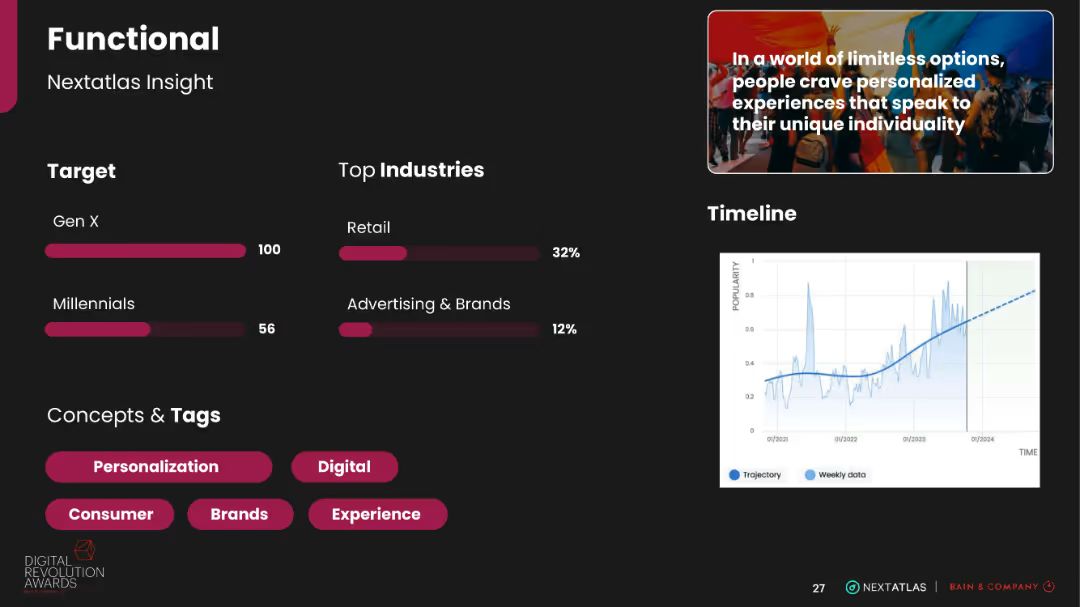 Functional
Nextatlas Insight
In a world of limitless options,
people crave personalized
experiences that speak to
their unique individuality
Target
Top Industries
Gen X
100
Millennials
56
Retail
32%
Advertising & Brands
12%
Timeline
POPULARITY
1
0.8
0.6
0.4
0.2
0
01/2021
01/2022
01/2023
01/2024
TIME
Trajectory
Weekly data
Concepts & Tags
Personalization
Digital
Consumer
Brands
Experience
DIGITAL
REVOLUTION
AWARDS
27
NEXTATLAS
BAIN & COMPANY